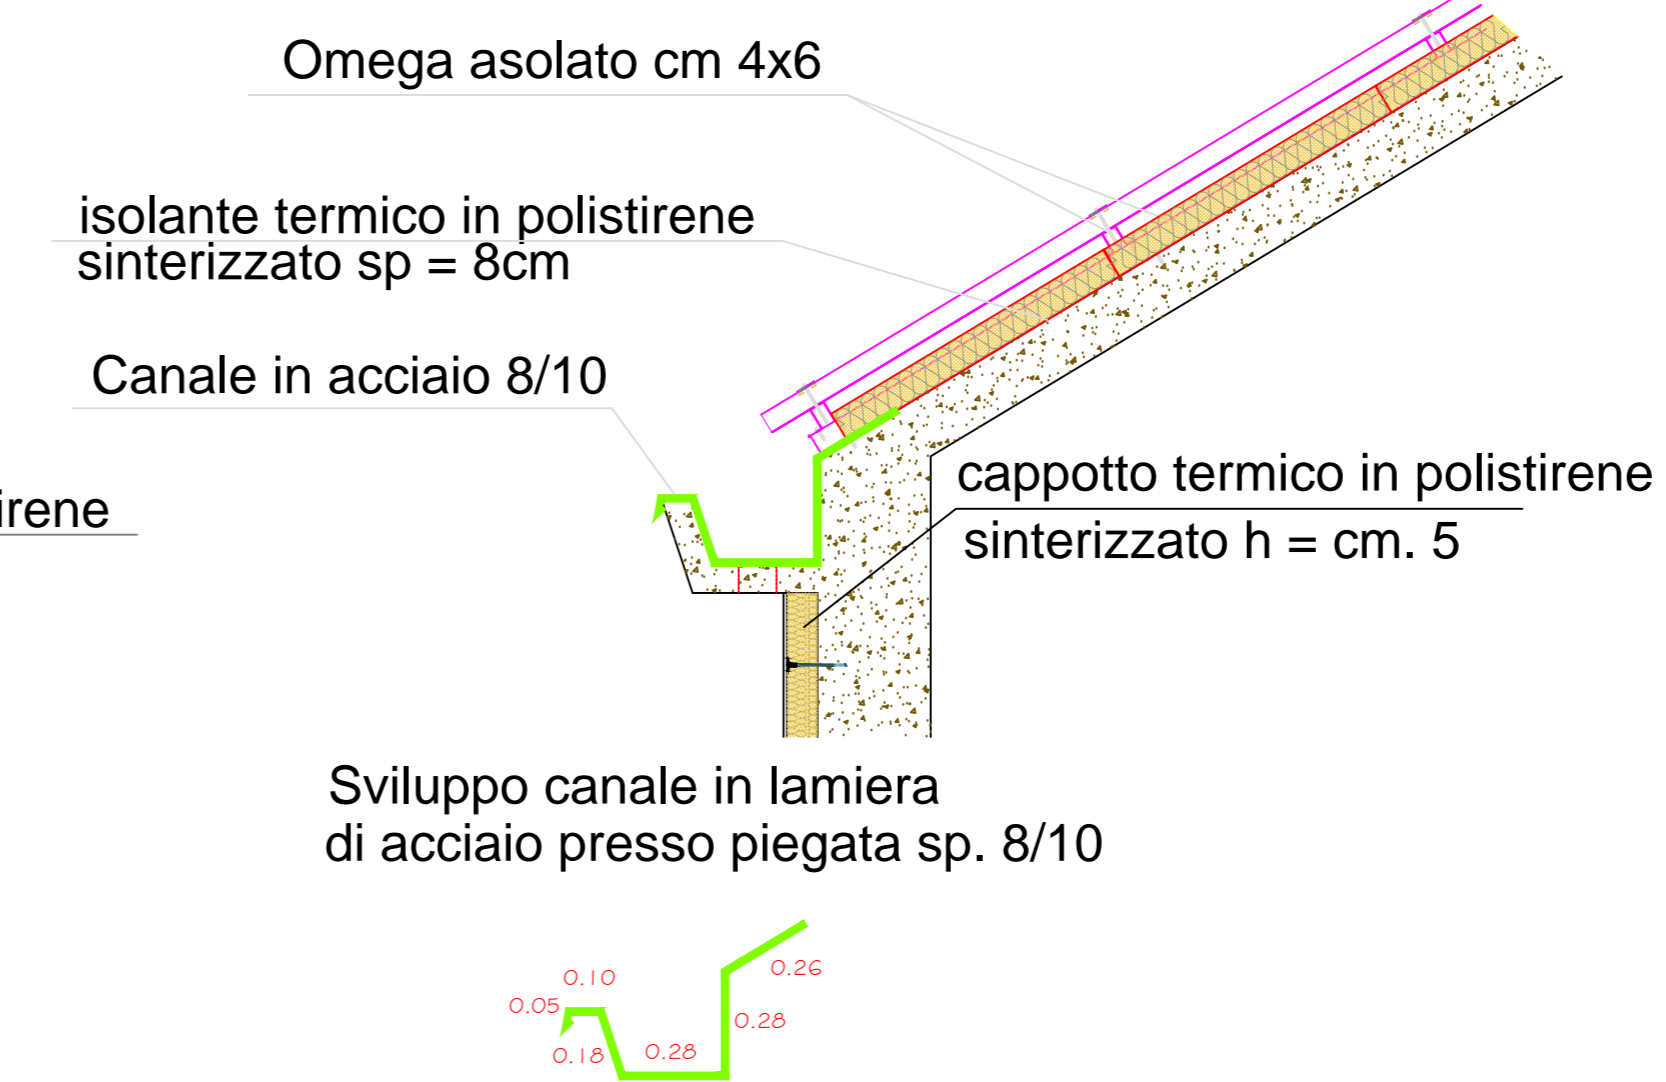 Omega asolato cm 4x6
isolante termico in polistirene
sinterizzato sp = 8cm
Canale in acciaio 8/10
irene
cappotto termico in polistirene
sinterizzato h = cm. 5
Sviluppo canale in lamiera
di acciaio presso piegata sp. 8/10
0.10
0.26
0.05
0.28
0.18
0.28